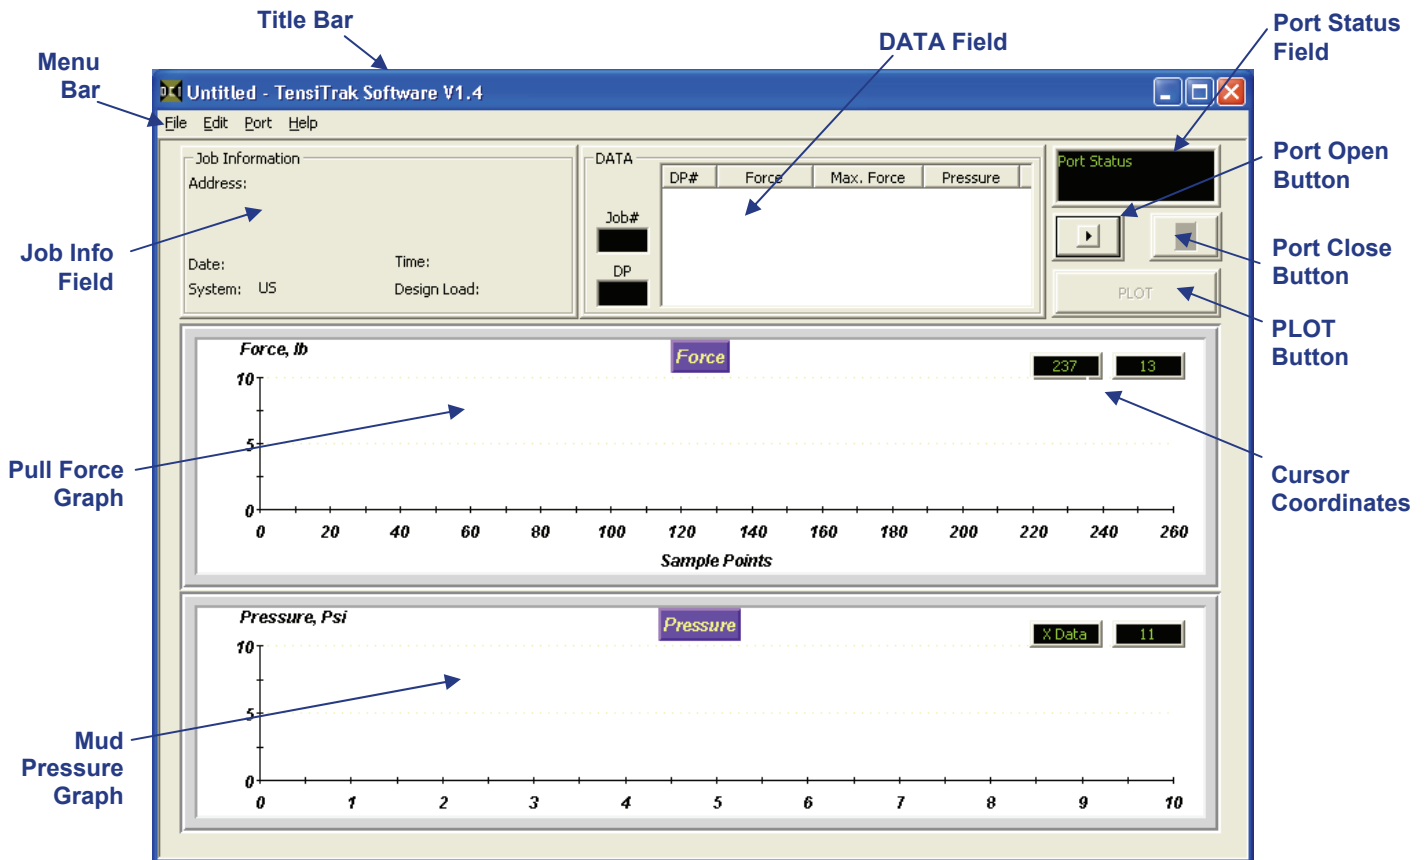 Title Bar
Port Status
Field
DATA Field
Menu
Bar
DCI Untitled - TensiTrak Software V1.4
File Edit Port Help
Job Information
Address:
Date:
Time:
System: US
Design Load:
DATA
Job#
DP
DP# Force Max. Force Pressure
Port Status
Port Open
Button
Job Info
Field
Port Close
Button
PLOT
PLOT
Button
Force, lb
Force
237 13
10
5
0
0 20 40 60 80 100 120 140 160 180 200 220 240 260
Sample Points
Pull Force
Graph
Cursor
Coordinates
Pressure, Psi
Pressure
X Data 11
10
5
0
0 1 2 3 4 5 6 7 8 9 10
Mud
Pressure
Graph